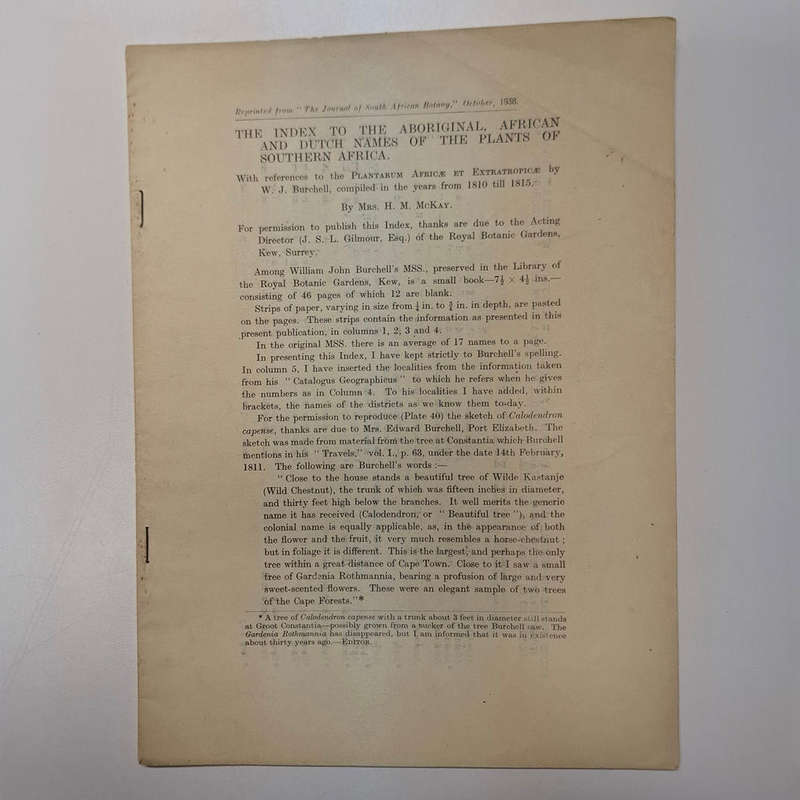 Reprinted from "The Journal of South African Botany," October, 1938.
THE INDEX TO THE ABORIGINAL, AFRICAN
AND DUTCH NAMES OF THE PLANTS OF
SOUTHERN AFRICA.
With references to the PLANTARUM AFRICÆ ET EXTRATROPICÆ by
W. J. Burchell, compiled in the years from 1810 till 1815.
By MRS. H. M. McKAY.
For permission to publish this Index, thanks are due to the Acting
Director (J. S. L. Gilmour, Esq.) of the Royal Botanic Gardens,
Kew, Surrey.
Among William John Burchell's MSS., preserved in the Library of
the Royal Botanic Gardens, Kew, is a small book—7½ × 4½ ins.—
consisting of 46 pages of which 12 are blank.
Strips of paper, varying in size from ¼ in. to ¾ in. in depth, are pasted
on the pages. These strips contain the information as presented in this
present publication, in columns 1, 2, 3 and 4.
In the original MSS. there is an average of 17 names to a page.
In presenting this Index, I have kept strictly to Burchell's spelling.
In column 5, I have inserted the localities from the information taken
from his "Catalogus Geographicus" to which he refers when he gives
the numbers as in Column 4. To his localities I have added, within
brackets, the names of the districts as we know them to-day.
For the permission to reproduce (Plate 40) the sketch of Calodendron
capense, thanks are due to Mrs. Edward Burchell, Port Elizabeth. The
sketch was made from material from the tree at Constantia which Burchell
mentions in his "Travels," vol. I., p. 63, under the date 14th February,
1811. The following are Burchell's words :—
"Close to the house stands a beautiful tree of Wilde Kastanje
(Wild Chestnut), the trunk of which was fifteen inches in diameter,
and thirty feet high below the branches. It well merits the generic
name it has received (Calodendron, or "Beautiful tree"), and the
colonial name is equally applicable, as, in the appearance of both
the flower and the fruit, it very much resembles a horse-chestnut ;
but in foliage it is different. This is the largest, and perhaps the only
tree within a great distance of Cape Town. Close to it I saw a small
tree of Gardenia Rothmannia, bearing a profusion of large and very
sweet-scented flowers. These were an elegant sample of two trees
of the Cape Forests."*
* A tree of Calodendron capense with a trunk about 3 feet in diameter still stands
at Groot Constantia—possibly grown from a sucker of the tree Burchell saw. The
Gardenia Rothmannia has disappeared, but I am informed that it was in existence
about thirty years ago.—EDITOR.